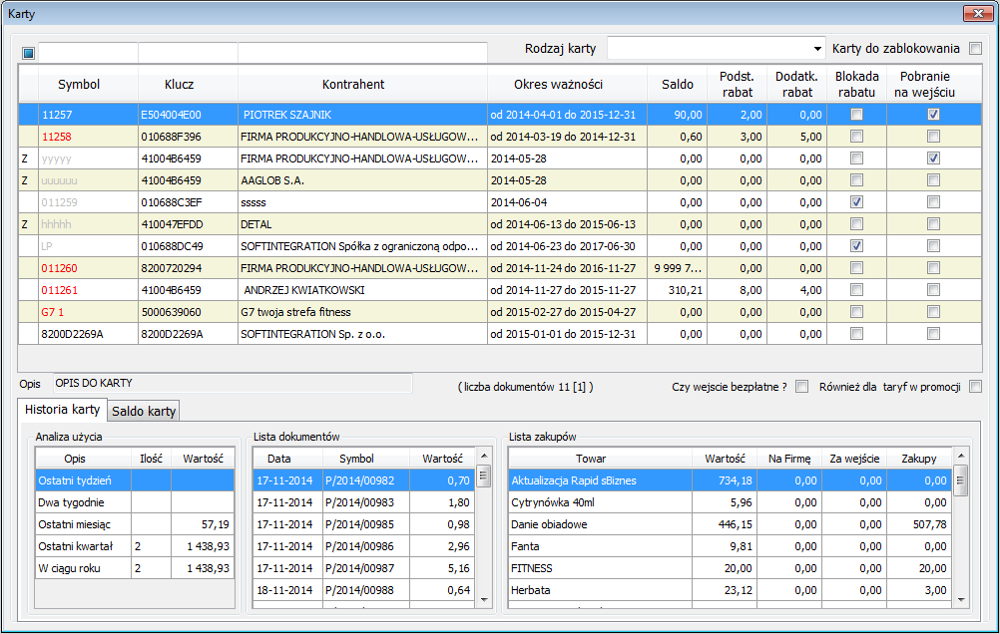 Karty
Rodzaj karty Karty do zablokowania
Symbol Klucz Kontrahent Okres ważności Saldo Podst. rabat Dodatk. rabat Blokada rabatu Pobranie na wejściu
11257 E504004E00 PIOTREK SZAJNIK od 2014-04-01 do 2015-12-31 90,00 2,00 0,00
11258 010688F396 FIRMA PRODUKCYJNO-HANDLOWA-USŁUGOW... od 2014-03-19 do 2014-12-31 0,60 3,00 5,00
Z yyyyy 41004B6459 FIRMA PRODUKCYJNO-HANDLOWA-USŁUGOW... 2014-05-28 0,00 0,00 0,00
Z uuuuuu 41004B6459 AAGLOB S.A. 2014-05-28 0,00 0,00 0,00
011259 010688C3EF sssss 2014-06-04 0,00 0,00 0,00
Z hhhhh 410047EFDD DETAL od 2014-06-13 do 2015-06-13 0,00 0,00 0,00
LP 010688DC49 SOFTINTEGRATION Spółka z ograniczoną odpo... od 2014-06-23 do 2017-06-30 0,00 0,00 0,00
011260 8200720294 FIRMA PRODUKCYJNO-HANDLOWA-USŁUGOW... od 2014-11-24 do 2016-11-27 9 999 7... 0,00 0,00
011261 41004B6459 ANDRZEJ KWIATKOWSKI od 2014-11-27 do 2015-11-27 310,21 8,00 4,00
G7 1 5000639060 G7 twoja strefa fitness od 2015-02-27 do 2015-04-27 0,00 0,00 0,00
8200D2269A 8200D2269A SOFTINTEGRATION Sp. z o.o. od 2015-01-01 do 2015-12-31 0,00 0,00 0,00
Opis OPIS DO KARTY ( liczba dokumentów 11 [1] ) Czy wejscie bezpłatne ? Również dla taryf w promocji
Historia karty Saldo karty
Analiza użycia
Opis Ilość Wartość
Ostatni tydzień
Dwa tygodnie
Ostatni miesiąc 57,19
Ostatni kwartał 2 1 438,93
W ciągu roku 2 1 438,93
Lista dokumentów
Data Symbol Wartość
17-11-2014 P/2014/00982 0,70
17-11-2014 P/2014/00983 1,80
17-11-2014 P/2014/00985 0,98
17-11-2014 P/2014/00986 2,96
17-11-2014 P/2014/00987 5,16
18-11-2014 P/2014/00988 0,64
Lista zakupów
Towar Wartość Na Firmę Za wejście Zakupy
Aktualizacja Rapid sBiznes 734,18 0,00 0,00 0,00
Cytrynówka 40ml 5,96 0,00 0,00 0,00
Danie obiadowe 446,15 0,00 0,00 507,78
Fanta 9,81 0,00 0,00 0,00
FITNESS 20,00 0,00 0,00 20,00
Herbata 23,12 0,00 0,00 3,00